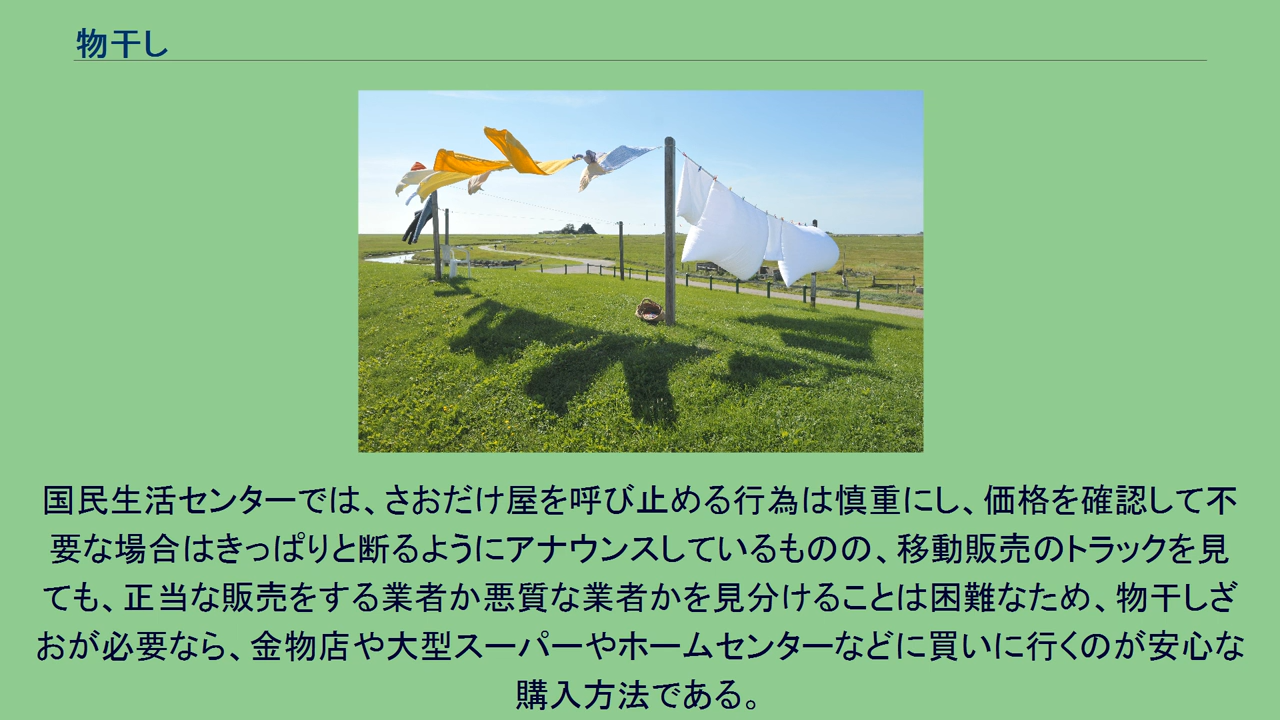 物干し
国民生活センターでは、さおだけ屋を呼び止める行為は慎重にし、価格を確認して不
要な場合はきっぱりと断るようにアナウンスしているものの、移動販売のトラックを見
ても、正当な販売をする業者か悪質な業者かを見分けることは困難なため、物干しざ
おが必要なら、金物店や大型スーパーやホームセンターなどに買いに行くのが安心な
購入方法である。